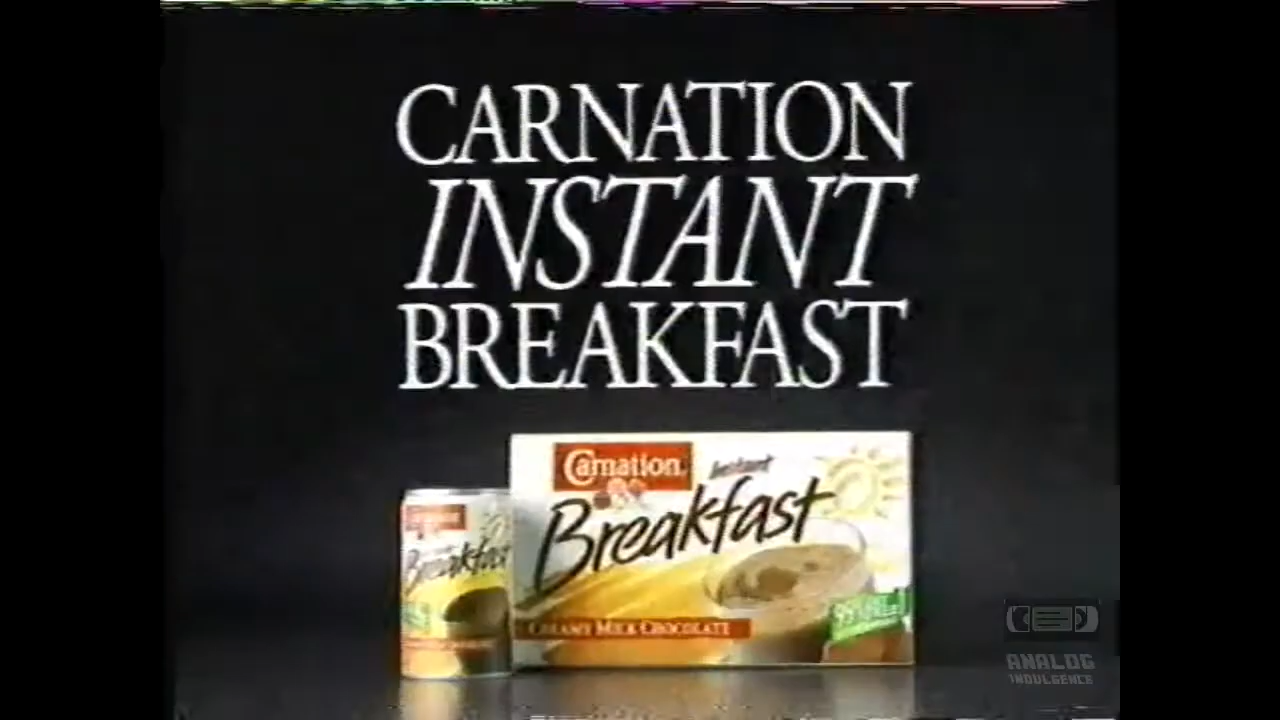 CARNATION
INSTANT
BREAKFAST
Carnation
Instant
Breakfast
Breakfast
CREAMY MILK CHOCOLATE
ANALOG
INDULGENCE